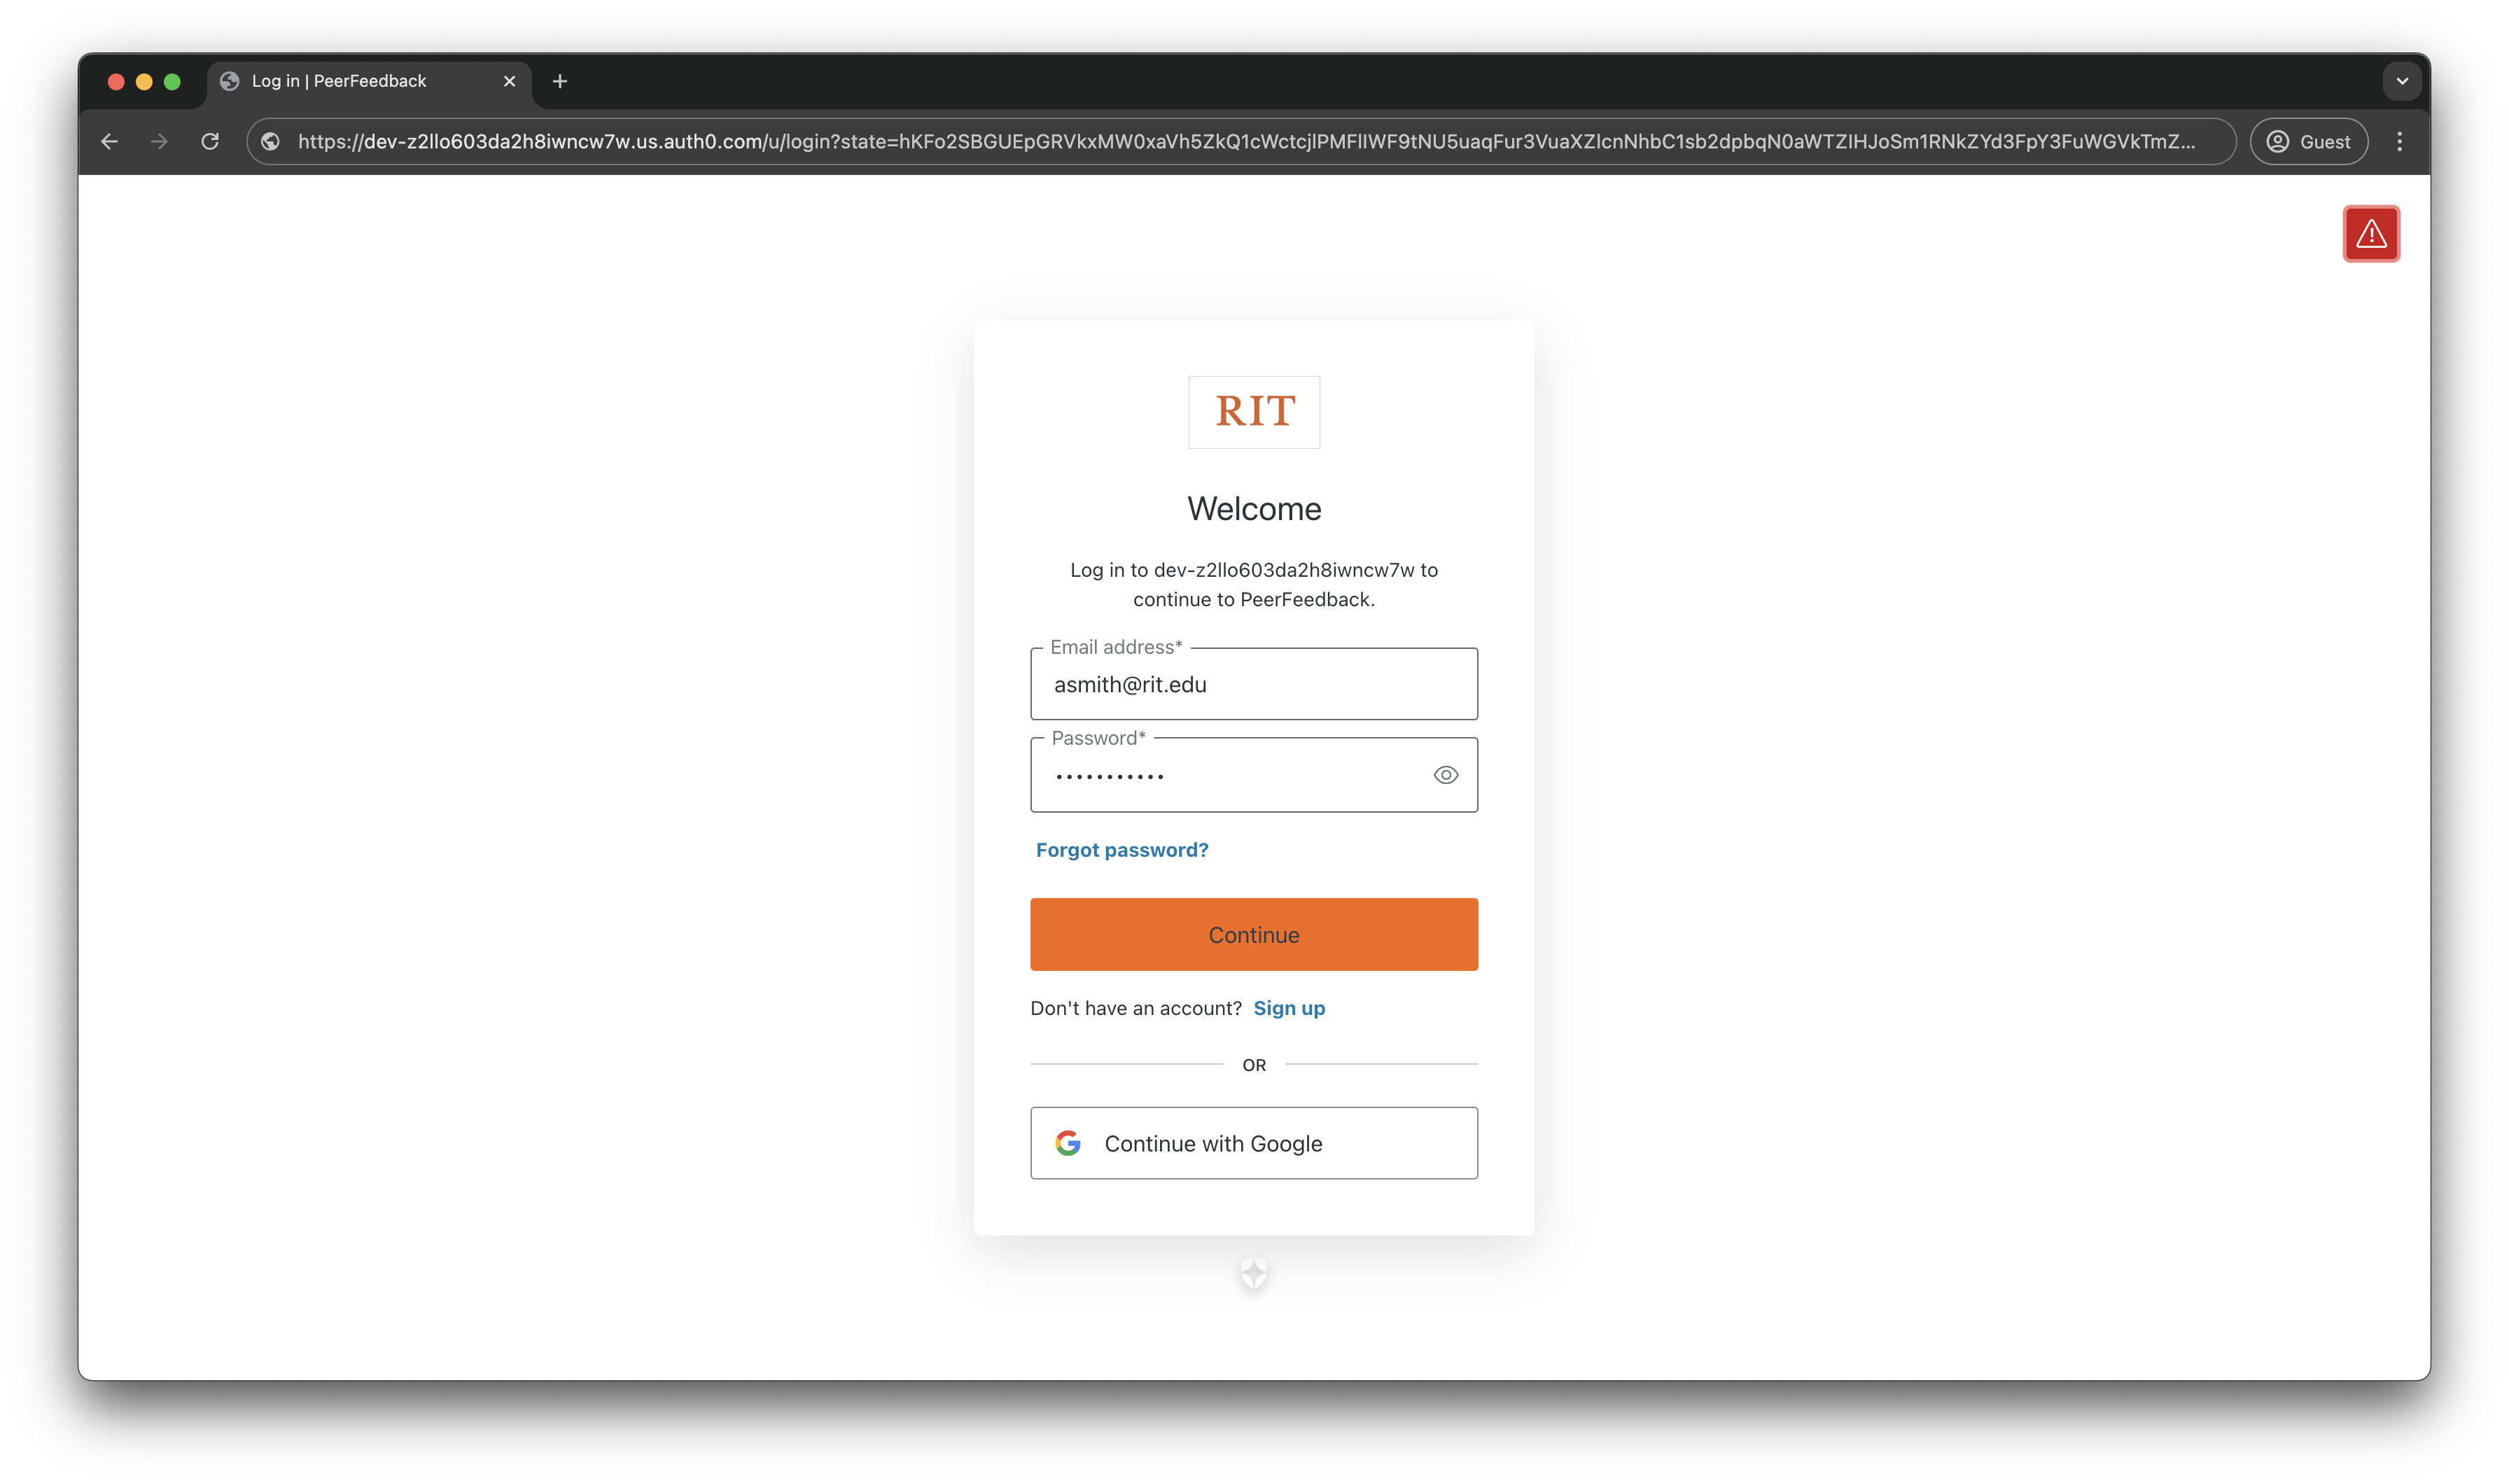 Log in | PeerFeedback
https://dev-z2llo603da2h8iwncw7w.us.auth0.com/u/login?state=hKFo2SBGUEpGRVkxMW0xaVh5ZkQ1cWctcjlPMFlIWF9tNU5uaqFur3VuaXZlcnNhbC1sb2dpbqN0aWTZIHJoSm1RNkZYd3FpY3FuWGVkTmZ...
Guest
RIT
Welcome
Log in to dev-z2llo603da2h8iwncw7w to
continue to PeerFeedback.
Email address*
asmith@rit.edu
Password*
•••••••••••
Forgot password?
Continue
Don't have an account? Sign up
OR
Continue with Google